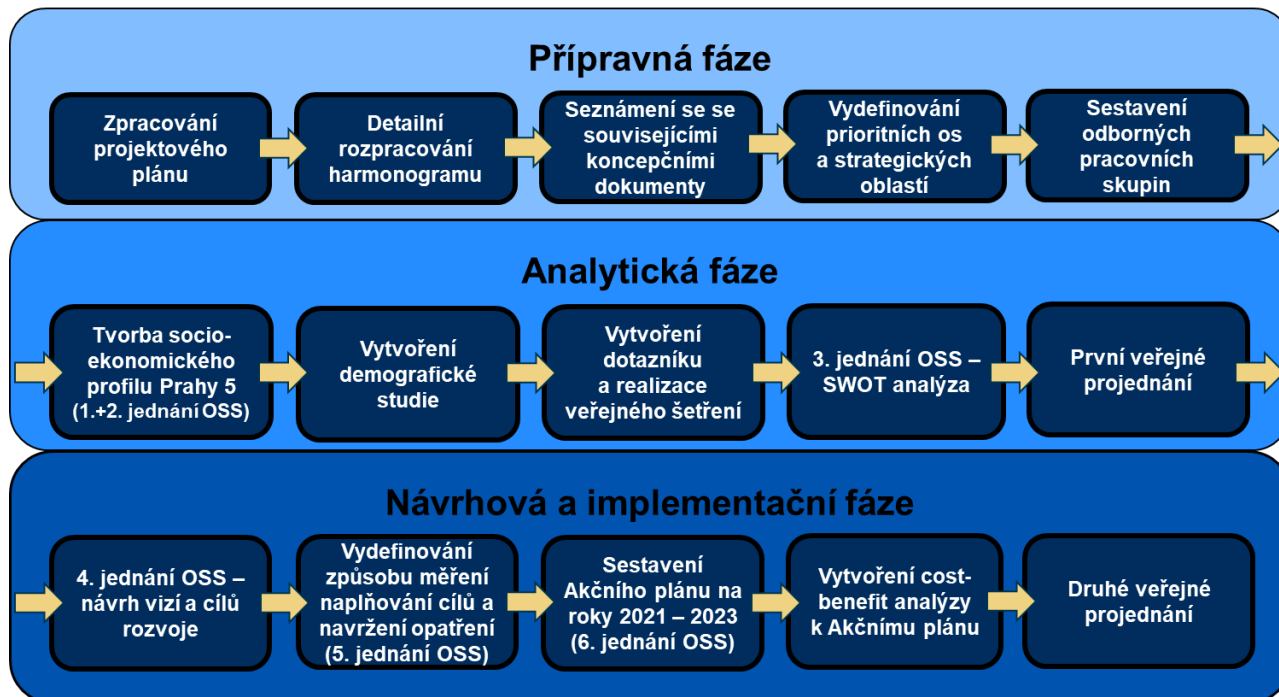 Přípravná fáze
Zpracování
projektového
plánu
Detailní
rozpracování
harmonogramu
Seznámení se se
souvisejícími
koncepčními
dokumenty
Vydefinování
prioritních os
a strategických
oblastí
Sestavení
odborných
pracovních
skupin
Analytická fáze
Tvorba socio-
ekonomického
profilu Prahy 5
(1.+2. jednání OSS)
Vytvoření
demografické
studie
Vytvoření
dotazníku
a realizace
veřejného šetření
3. jednání OSS –
SWOT analýza
První veřejné
projednání
Návrhová a implementační fáze
4. jednání OSS –
návrh vizí a cílů
rozvoje
Vydefinování
způsobu měření
naplňování cílů a
navržení opatření
(5. jednání OSS)
Sestavení
Akčního plánu na
roky 2021 – 2023
(6. jednání OSS)
Vytvoření cost-
benefit analýzy
k Akčnímu plánu
Druhé veřejné
projednání